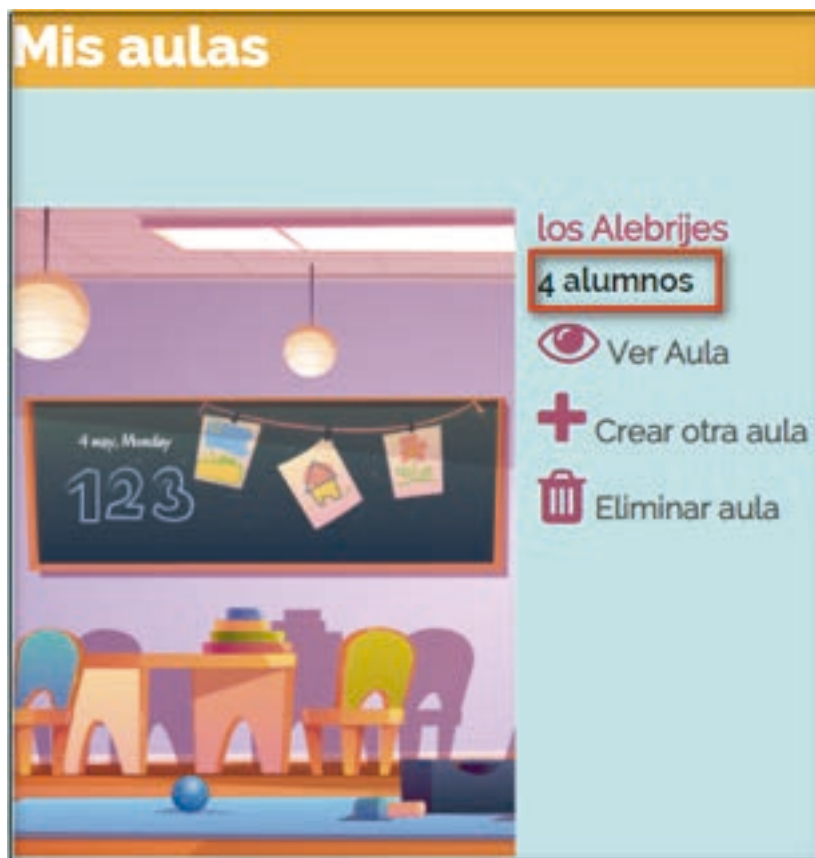 Mis aulas
los Alebrijes
4 alumnos
Ver Aula
Crear otra aula
Eliminar aula
4 may, Monday
123